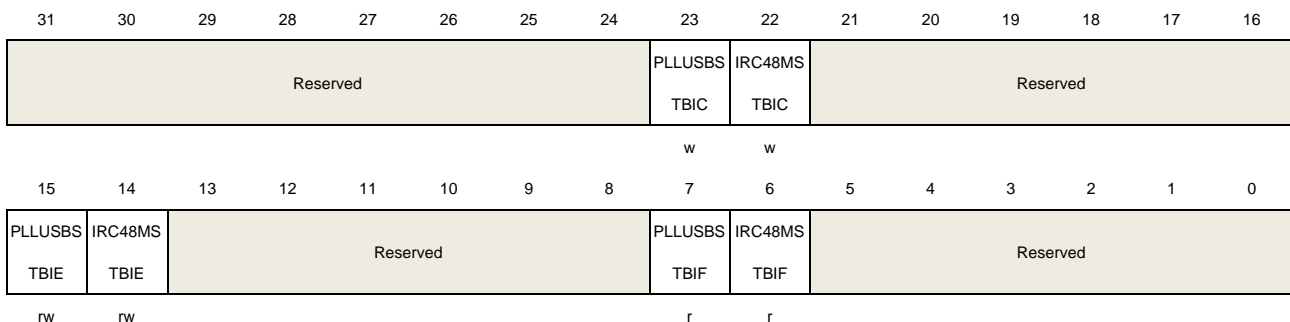 31 30 29 28 27 26 25 24 23 22 21 20 19 18 17 16
Reserved PLLUSBS IRC48MS Reserved
TBIC TBIC
w w
15 14 13 12 11 10 9 8 7 6 5 4 3 2 1 0
PLLUSBS IRC48MS Reserved PLLUSBS IRC48MS Reserved
TBIE TBIE TBIF TBIF
rw rw r r